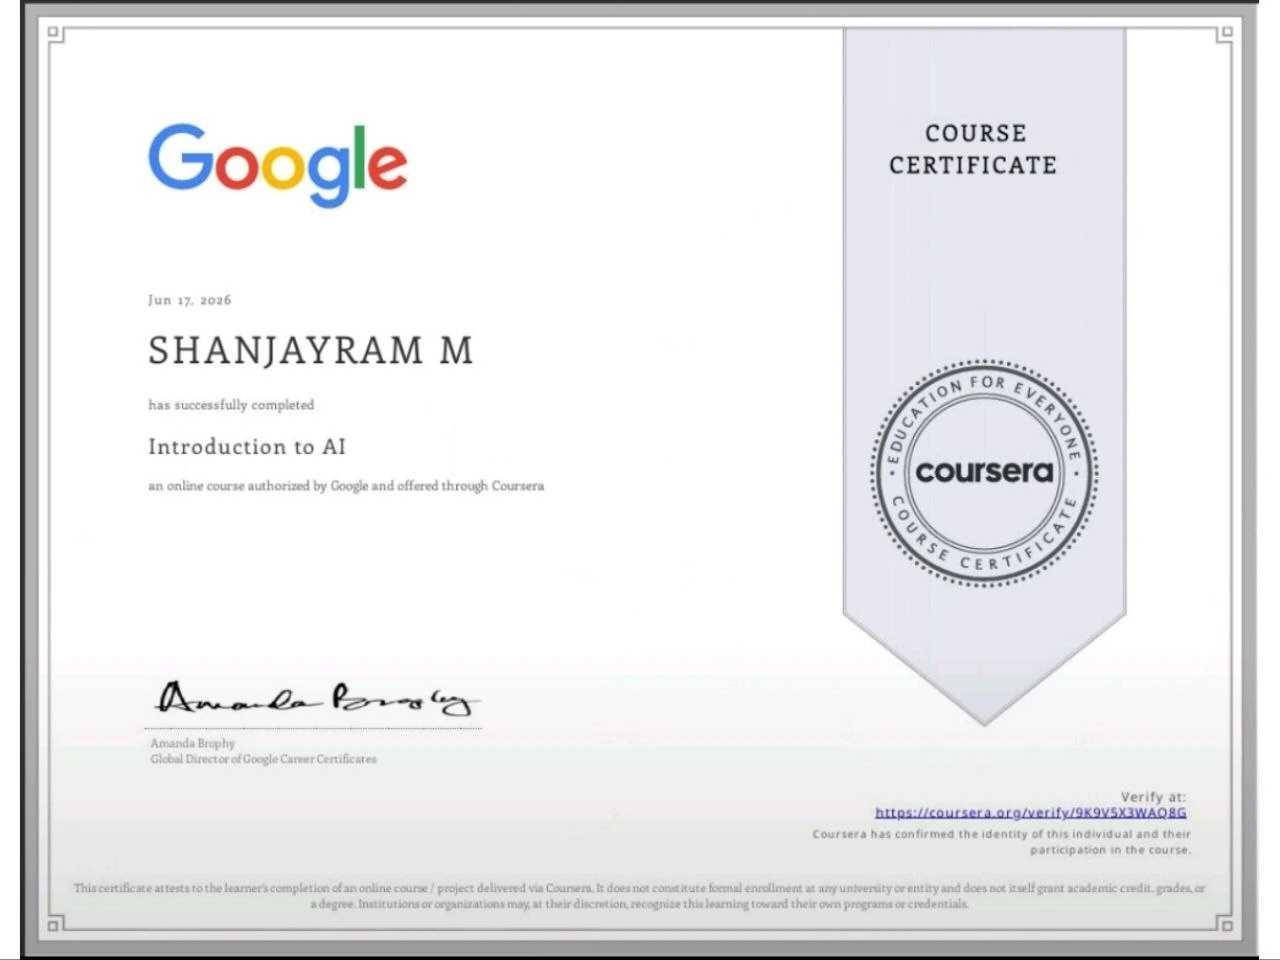 Google
COURSE
CERTIFICATE
Jun 17, 2026
SHANJAYRAM M
has successfully completed
Introduction to AI
an online course authorized by Google and offered through Coursera
EDUCATION FOR EVERYONE
coursera
COURSE CERTIFICATE
Amanda Brophy
Amanda Brophy
Global Director of Google Career Certificates
Verify at:
https://coursera.org/verify/9K9V5X3WAQ8G
Coursera has confirmed the identity of this individual and their
participation in the course.
This certificate attests to the learner's completion of an online course / project delivered via Coursera. It does not constitute formal enrollment at any university or entity and does not itself grant academic credit, grades, or
a degree. Institutions or organizations may, at their discretion, recognize this learning toward their own programs or credentials.